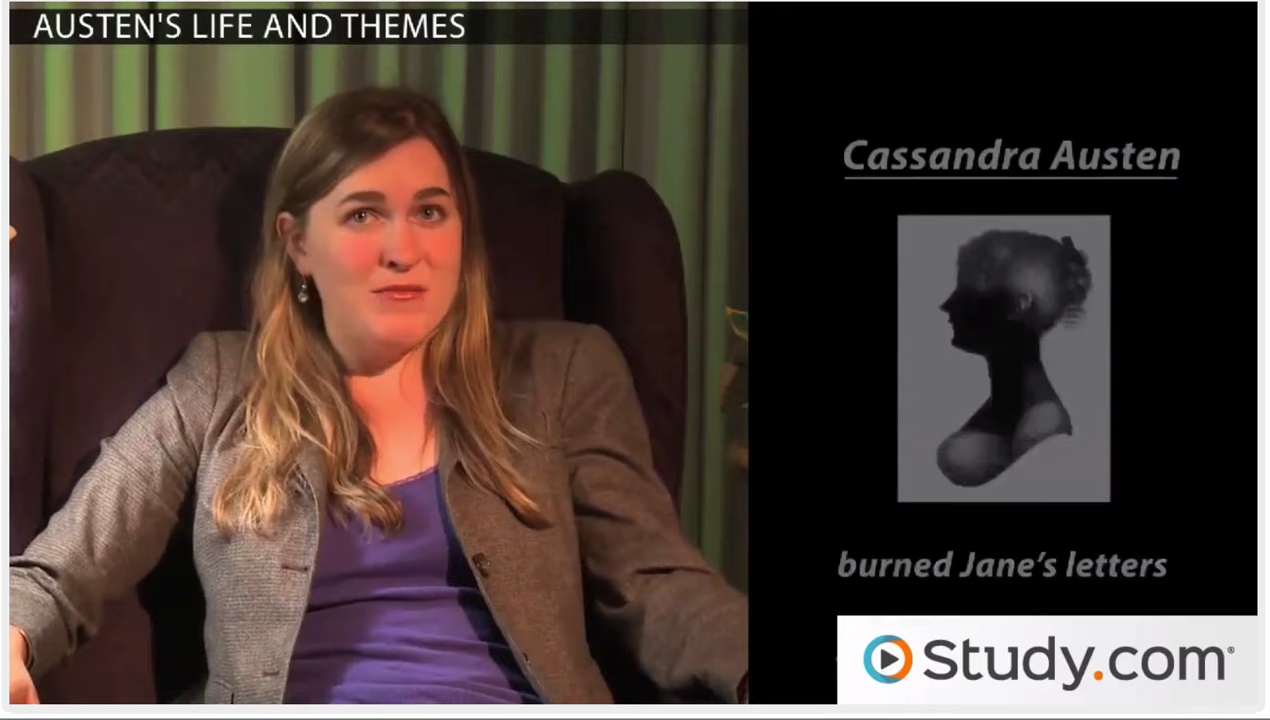 AUSTEN'S LIFE AND THEMES
Cassandra Austen
burned Jane's letters
Study.com®